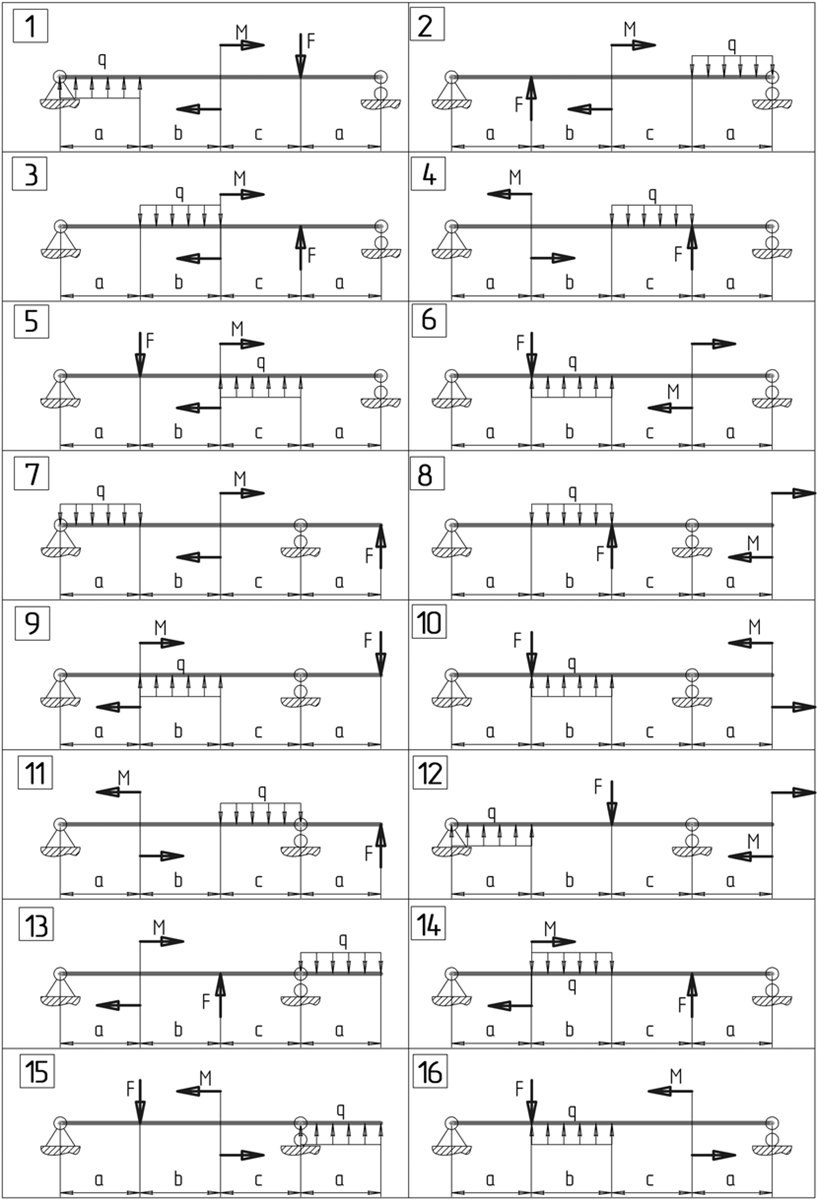 1 q M F a b c a
2 M q F a b c a
3 q M F a b c a
4 M q F a b c a
5 F M q a b c a
6 F q M a b c a
7 q M F a b c a
8 q F M a b c a
9 M q F a b c a
10 F q M a b c a
11 M q F a b c a
12 q F M a b c a
13 M F q a b c a
14 M q F a b c a
15 F M q a b c a
16 F q M a b c a